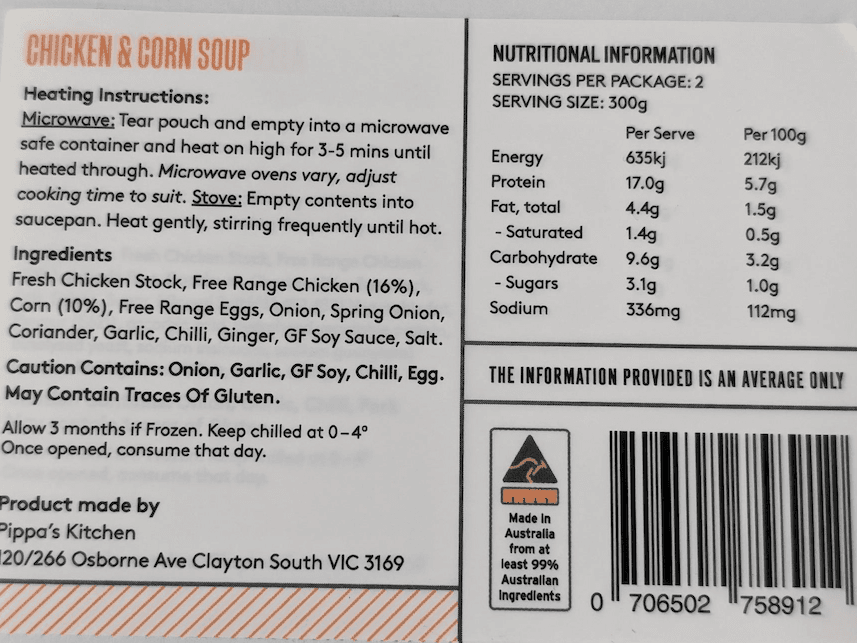 CHICKEN & CORN SOUP
Heating Instructions:
Microwave: Tear pouch and empty into a microwave
safe container and heat on high for 3-5 mins until
heated through. Microwave ovens vary, adjust
cooking time to suit. Stove: Empty contents into
saucepan. Heat gently, stirring frequently until hot.
Ingredients
Fresh Chicken Stock, Free Range Chicken (16%),
Corn (10%), Free Range Eggs, Onion, Spring Onion,
Coriander, Garlic, Chilli, Ginger, GF Soy Sauce, Salt.
Caution Contains: Onion, Garlic, GF Soy, Chilli, Egg.
May Contain Traces Of Gluten.
Allow 3 months if Frozen. Keep chilled at 0-4°
Once opened, consume that day.
Product made by
Pippa's Kitchen
120/266 Osborne Ave Clayton South VIC 3169
NUTRITIONAL INFORMATION
SERVINGS PER PACKAGE: 2
SERVING SIZE: 300g
Per Serve Per 100g
Energy 635kj 212kj
Protein 17.0g 5.7g
Fat, total 4.4g 1.5g
- Saturated 1.4g 0.5g
Carbohydrate 9.6g 3.2g
- Sugars 3.1g 1.0g
Sodium 336mg 112mg
THE INFORMATION PROVIDED IS AN AVERAGE ONLY
Made in
Australia
from at
least 99%
Australian
Ingredients
0 706502 758912